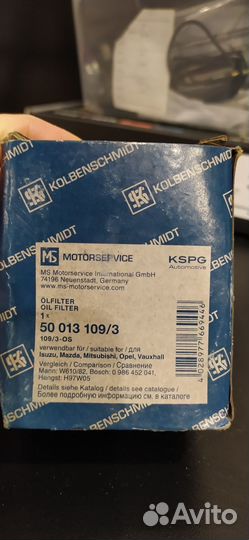 KOLBENSCHMIDT
KOLBENSCHMIDT
KOLBENSCHMIDT
MS MOTORSERVICE
KSPG
Automotive
MS Motorservice International GmbH
74196 Neuenstadt, Germany
www.ms-motorservice.com
ÖLFILTER
OIL FILTER
1 x
50 013 109/3
109/3-OS
4 028977 669446
verwendbar für / suitable for / для
Isuzu, Mazda, Mitsubishi, Opel, Vauxhall
Vergleich / Comparison / Сравнение
Mann: W610/82, Bosch: 0 986 452 041,
Hengst: H97W05
Details siehe Katalog / details see catalogue /
Более подробную информацию см. в каталоге
Avito